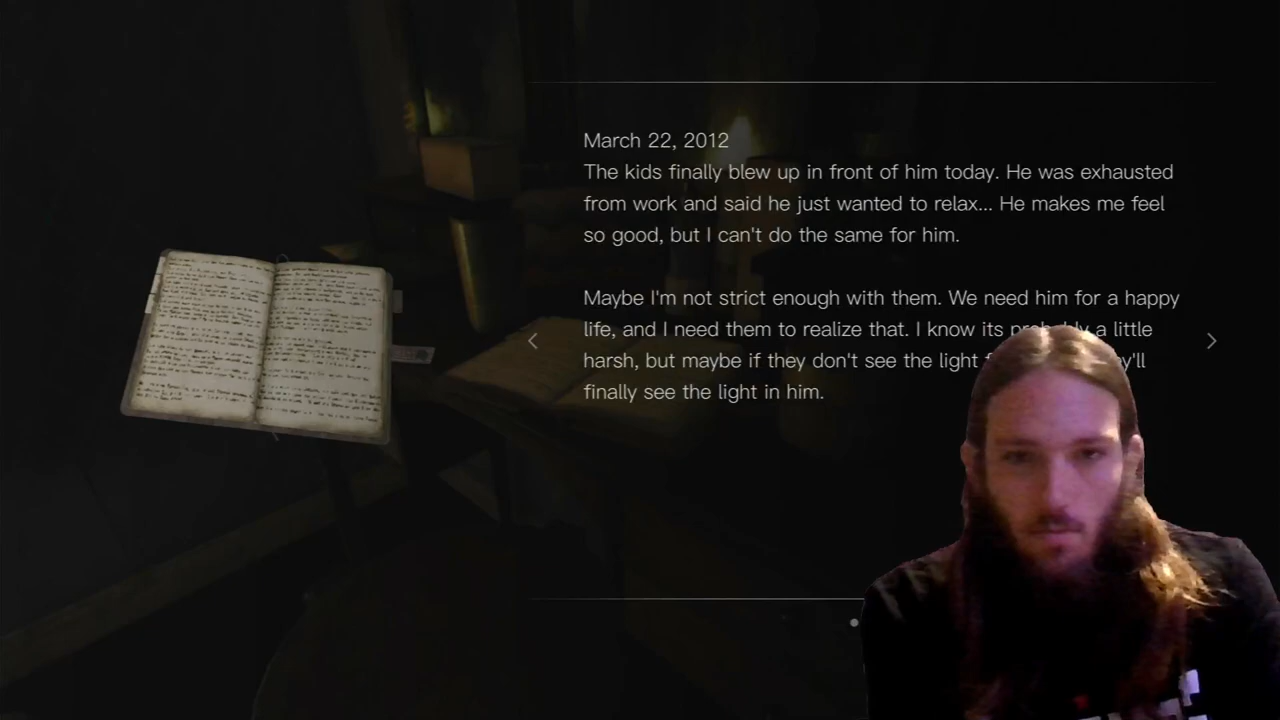 March 22, 2012
The kids finally blew up in front of him today. He was exhausted
from work and said he just wanted to relax... He makes me feel
so good, but I can't do the same for him.
Maybe I'm not strict enough with them. We need him for a happy
life, and I need them to realize that. I know its a little
harsh, but maybe if they don't see the light
finally see the light in him.